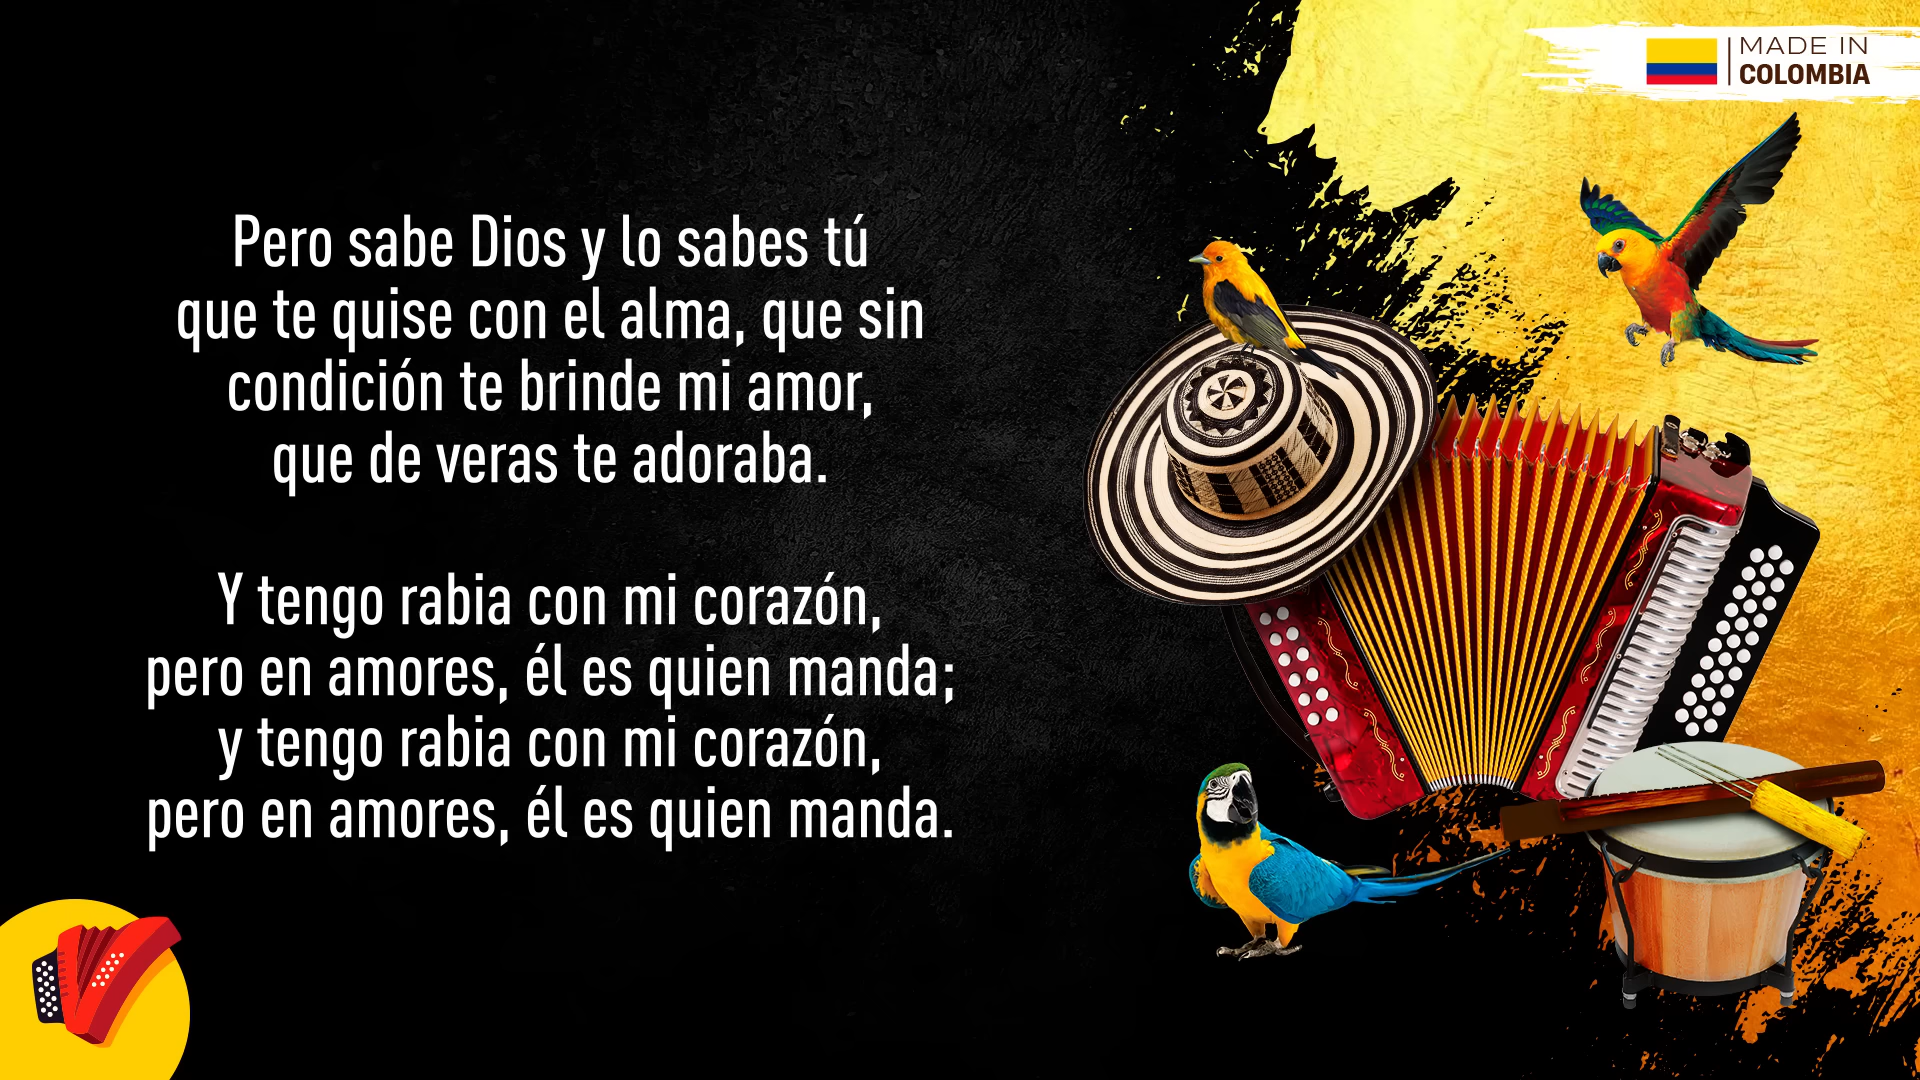 MADE IN
COLOMBIA
Pero sabe Dios y lo sabes tú
que te quise con el alma, que sin
condición te brinde mi amor,
que de veras te adoraba.
Y tengo rabia con mi corazón,
pero en amores, él es quien manda;
y tengo rabia con mi corazón,
pero en amores, él es quien manda.